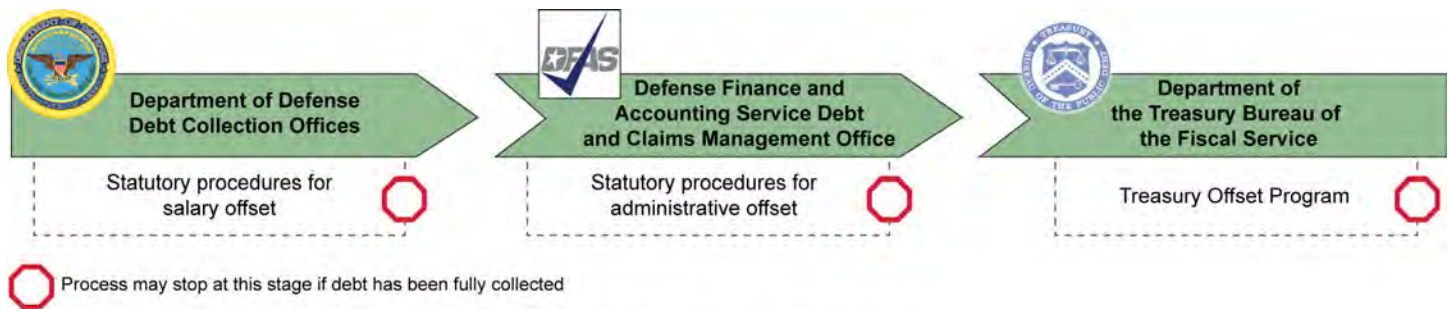 Department of Defense
Debt Collection Offices
Statutory procedures for
salary offset
DFAS
Defense Finance and
Accounting Service Debt
and Claims Management Office
Statutory procedures for
administrative offset
Department of
the Treasury Bureau of
the Fiscal Service
Treasury Offset Program
Process may stop at this stage if debt has been fully collected